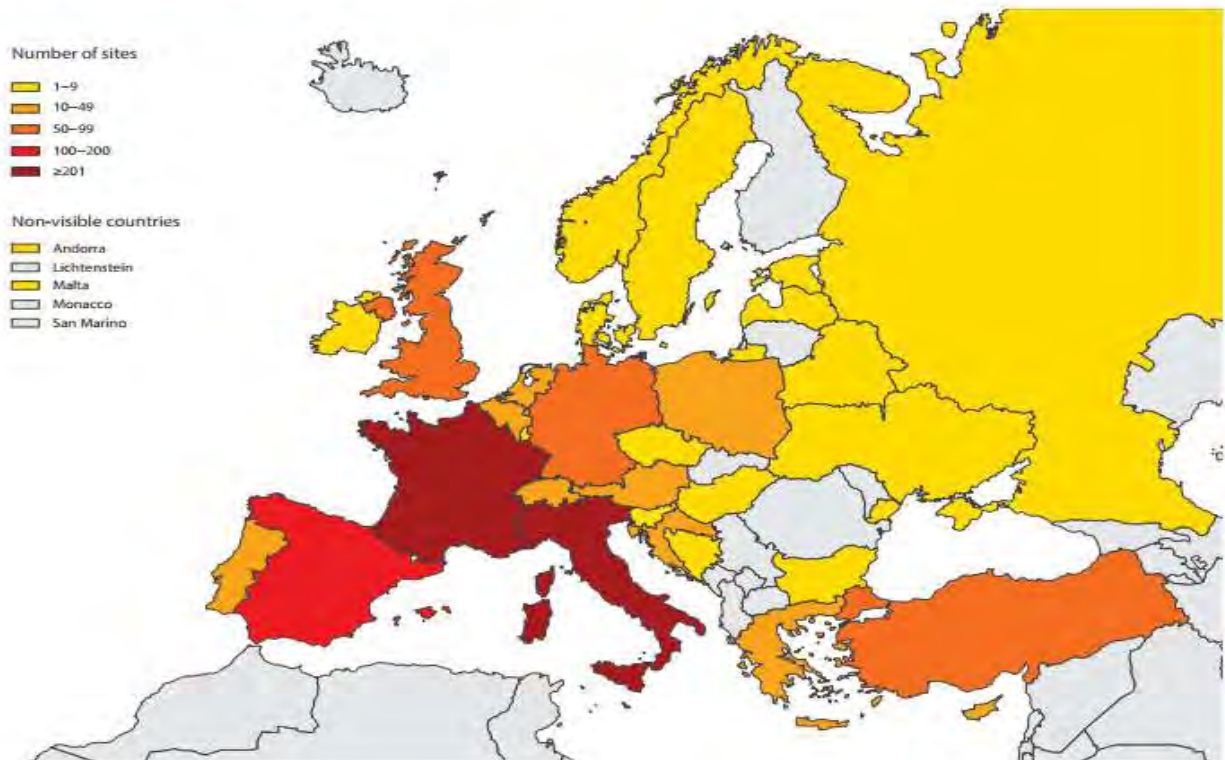 Number of sites
1–9
10–49
50–99
100–200
≥201
Non-visible countries
Andorra
Lichtenstein
Malta
Monacco
San Marino